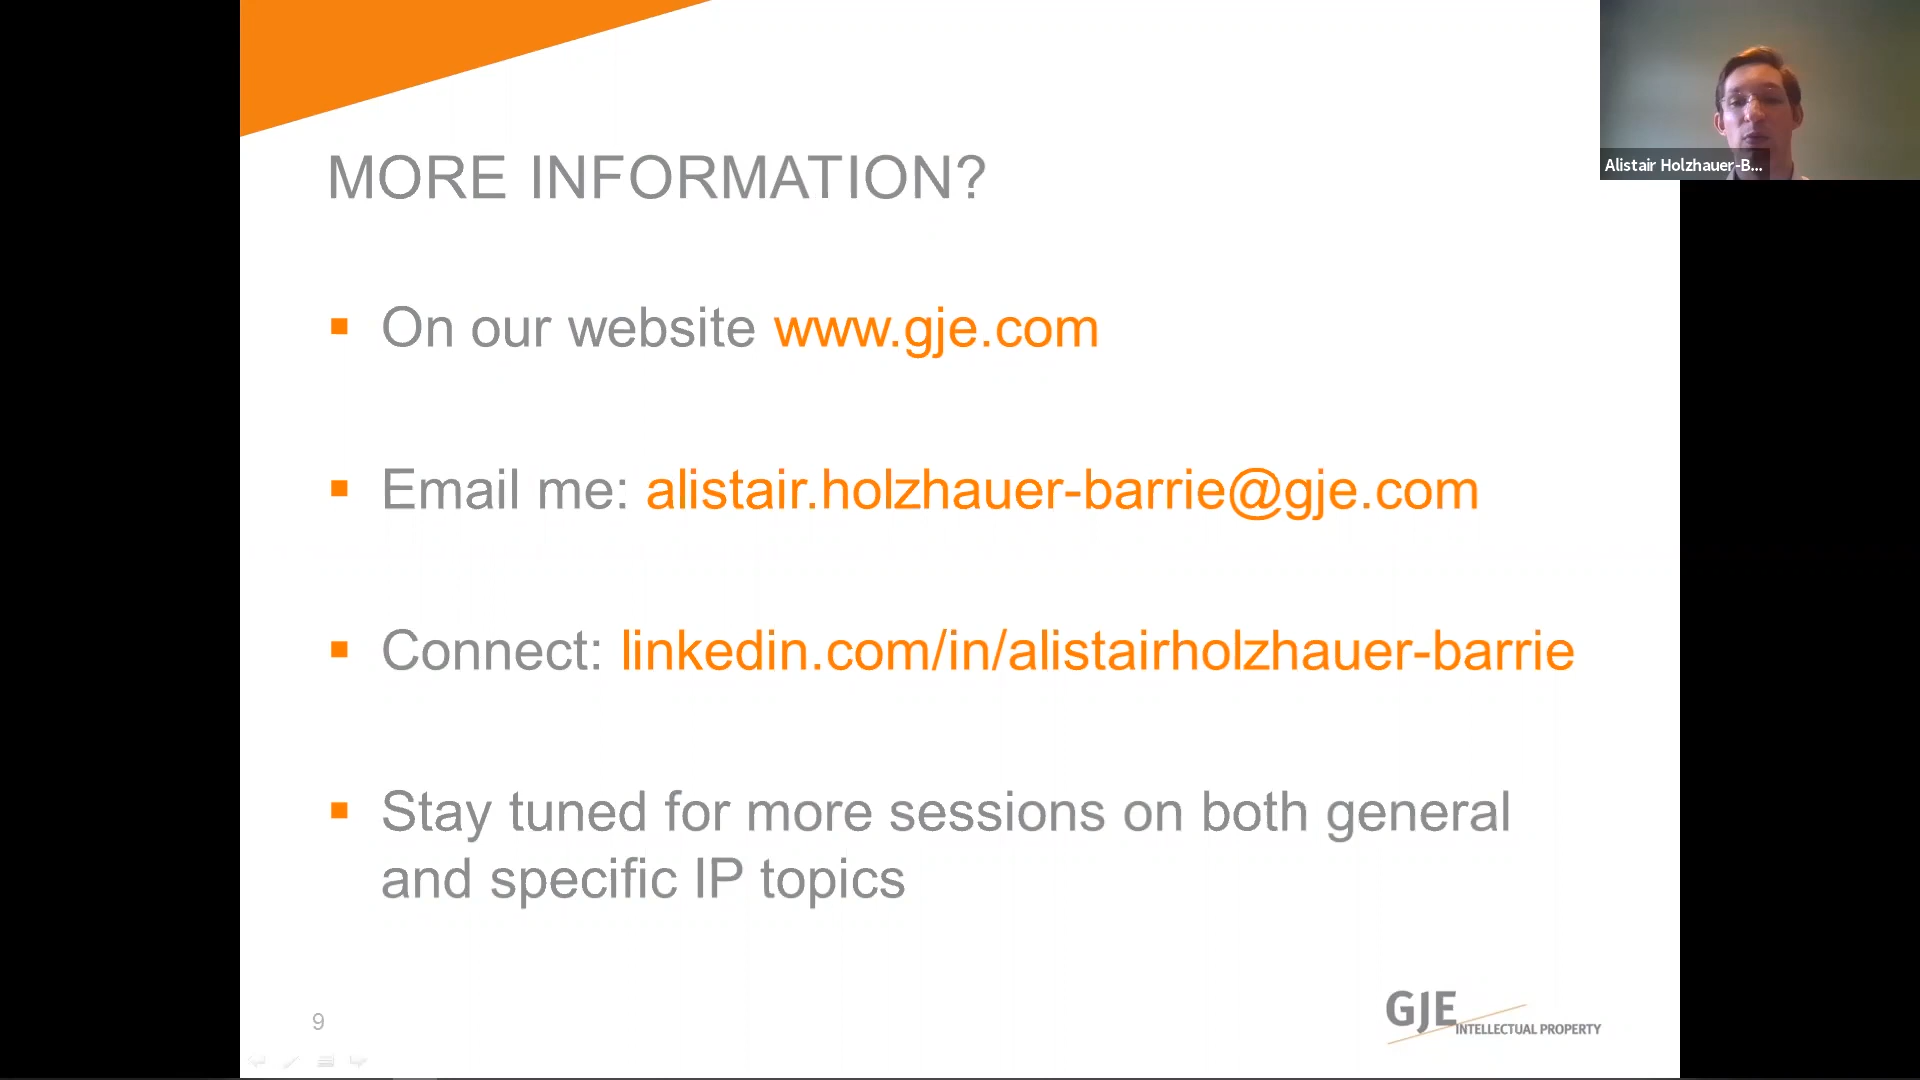 Alistair Holzhauer-B...
MORE INFORMATION?
▪ On our website www.gje.com
▪ Email me: alistair.holzhauer-barrie@gje.com
▪ Connect: linkedin.com/in/alistairholzhauer-barrie
▪ Stay tuned for more sessions on both general
and specific IP topics
9
GJE INTELLECTUAL PROPERTY